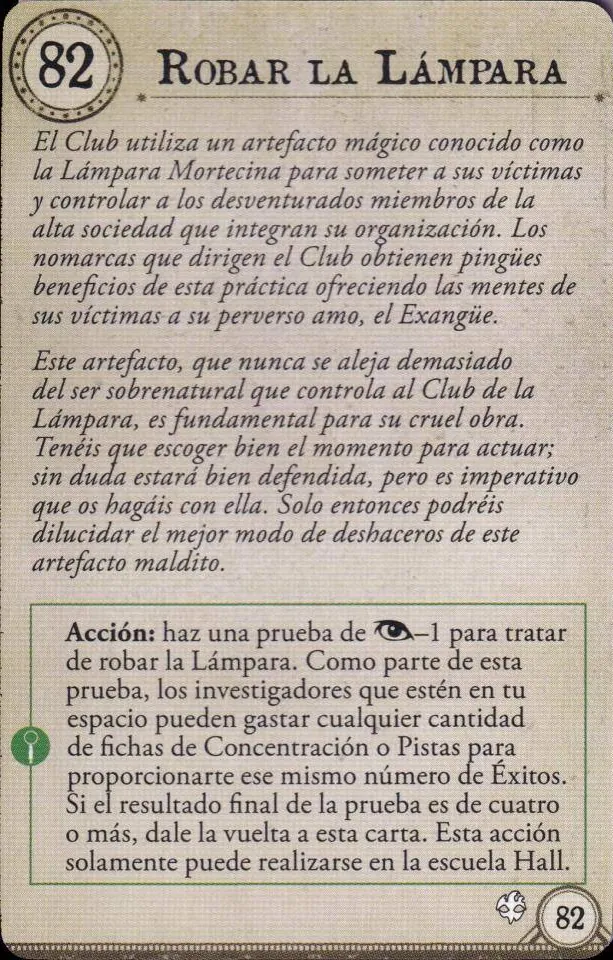 82
ROBAR LA LÁMPARA
El Club utiliza un artefacto mágico conocido como
la Lámpara Mortecina para someter a sus víctimas
y controlar a los desventurados miembros de la
alta sociedad que integran su organización. Los
nomarcas que dirigen el Club obtienen pingües
beneficios de esta práctica ofreciendo las mentes de
sus víctimas a su perverso amo, el Exangüe.
Este artefacto, que nunca se aleja demasiado
del ser sobrenatural que controla al Club de la
Lámpara, es fundamental para su cruel obra.
Tenéis que escoger bien el momento para actuar;
sin duda estará bien defendida, pero es imperativo
que os hagáis con ella. Solo entonces podréis
dilucidar el mejor modo de deshaceros de este
artefacto maldito.
Acción: haz una prueba de –1 para tratar
de robar la Lámpara. Como parte de esta
prueba, los investigadores que estén en tu
espacio pueden gastar cualquier cantidad
de fichas de Concentración o Pistas para
proporcionarte ese mismo número de Éxitos.
Si el resultado final de la prueba es de cuatro
o más, dale la vuelta a esta carta. Esta acción
solamente puede realizarse en la escuela Hall.
82